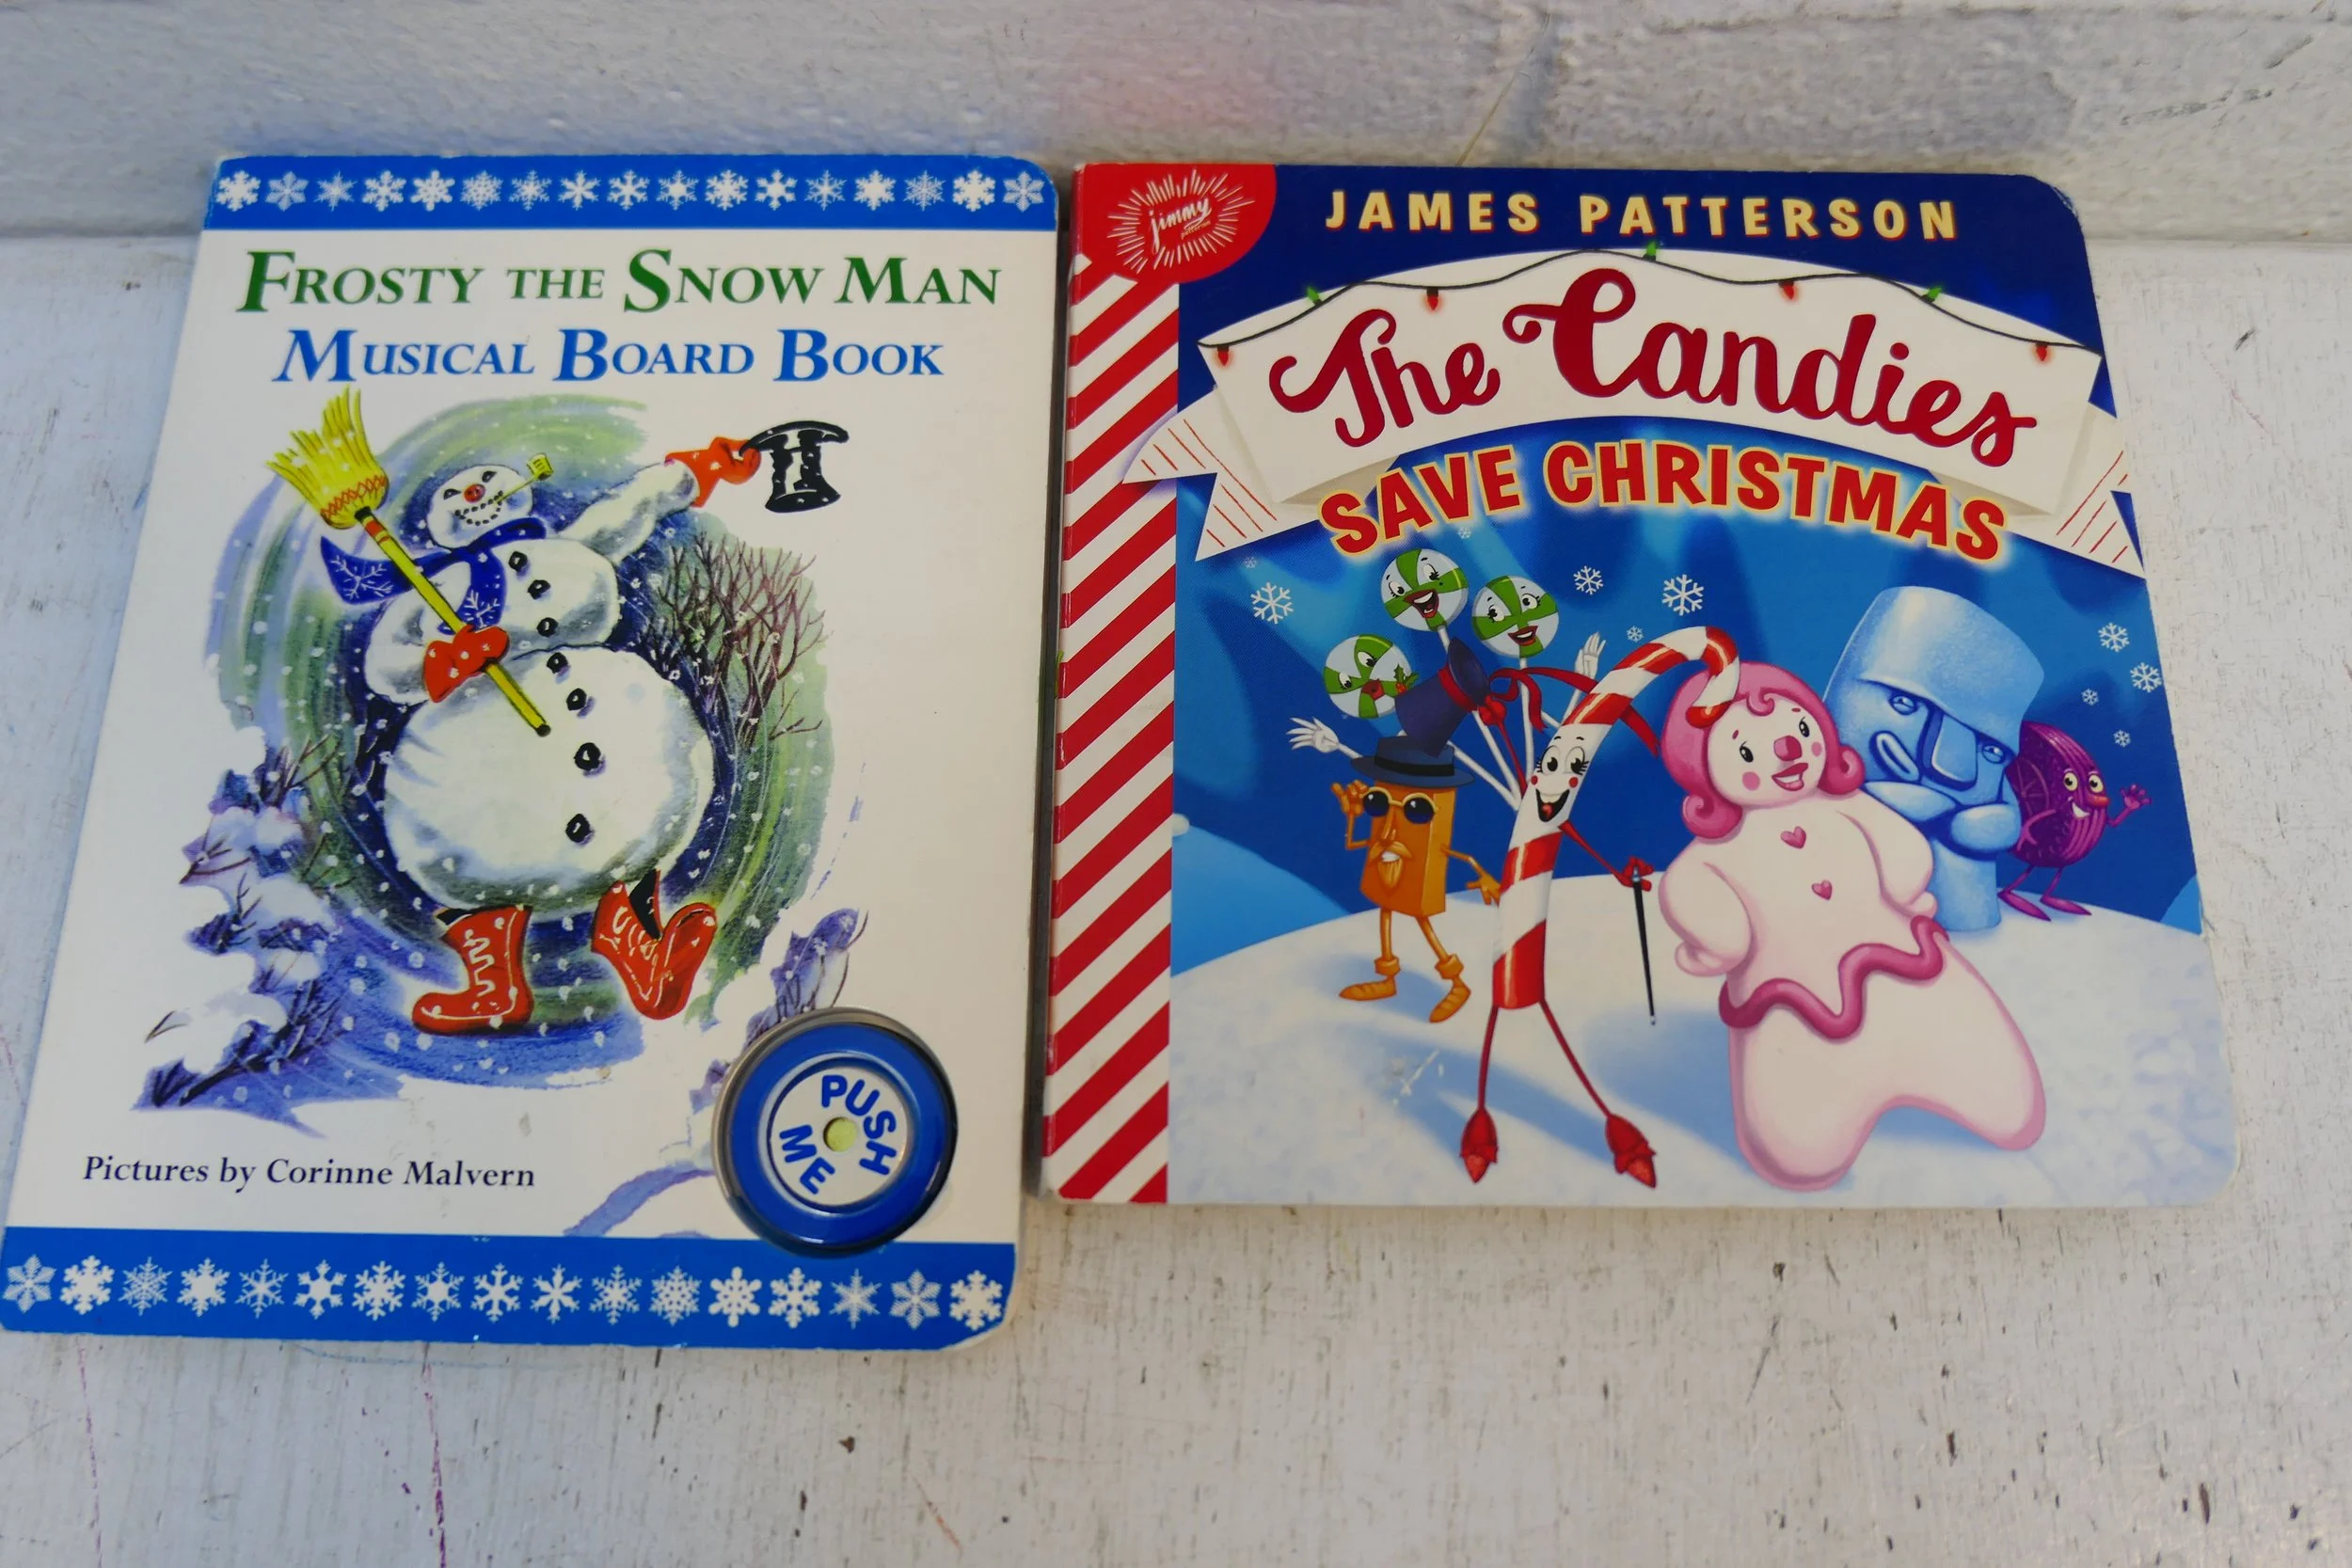 FROSTY THE SNOW MAN
MUSICAL BOARD BOOK
Pictures by Corinne Malvern
PUSH
ME
jimmy
patterson
JAMES PATTERSON
The Candies
SAVE CHRISTMAS